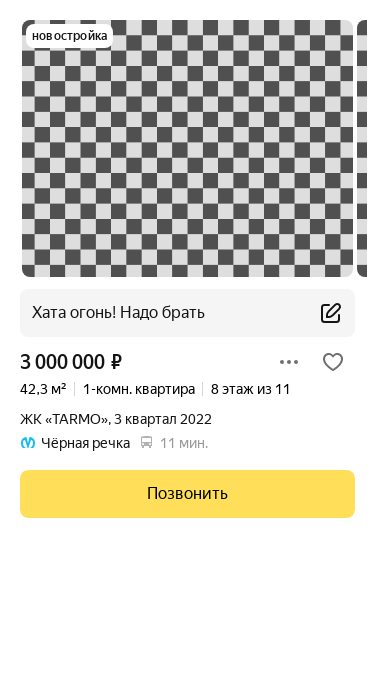 новостройка
Хата огонь! Надо брать
3 000 000 ₽
42,3 м² 1-комн. квартира 8 этаж из 11
ЖК «TARMO», 3 квартал 2022
Чёрная речка 11 мин.
Позвонить